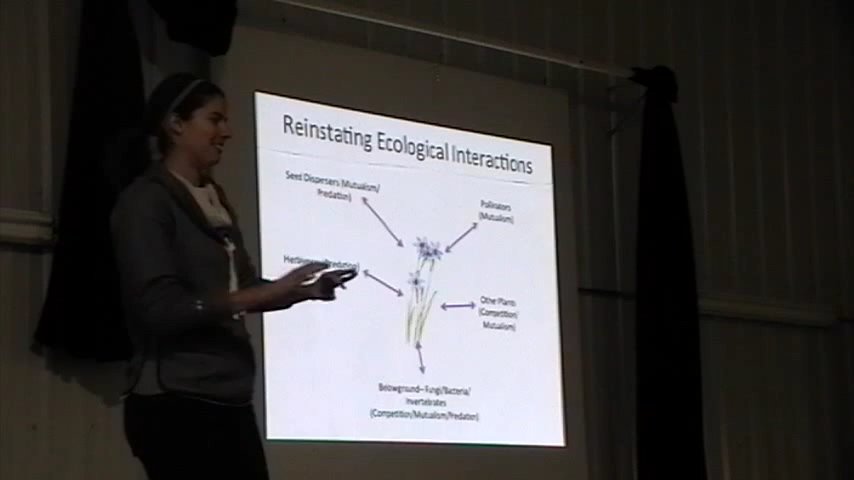 Reinstating Ecological Interactions
Seed Dispersers (Mutualism/
Predation)
Pollinators
(Mutualism)
(Predation)
Other Plants
(Competition/
Mutualism)
Belowground– Fungi/Bacteria/
Invertebrates
(Competition/Mutualism/Predation)